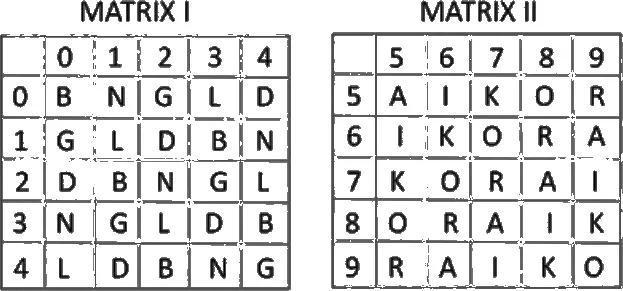 MATRIX I MATRIX II
0 1 2 3 4 5 6 7 8 9
0 B N G L D 5 A I K O R
1 G L D B N 6 I K O R A
2 D B N G L 7 K O R A I
3 N G L D B 8 O R A I K
4 L D B N G 9 R A I K O